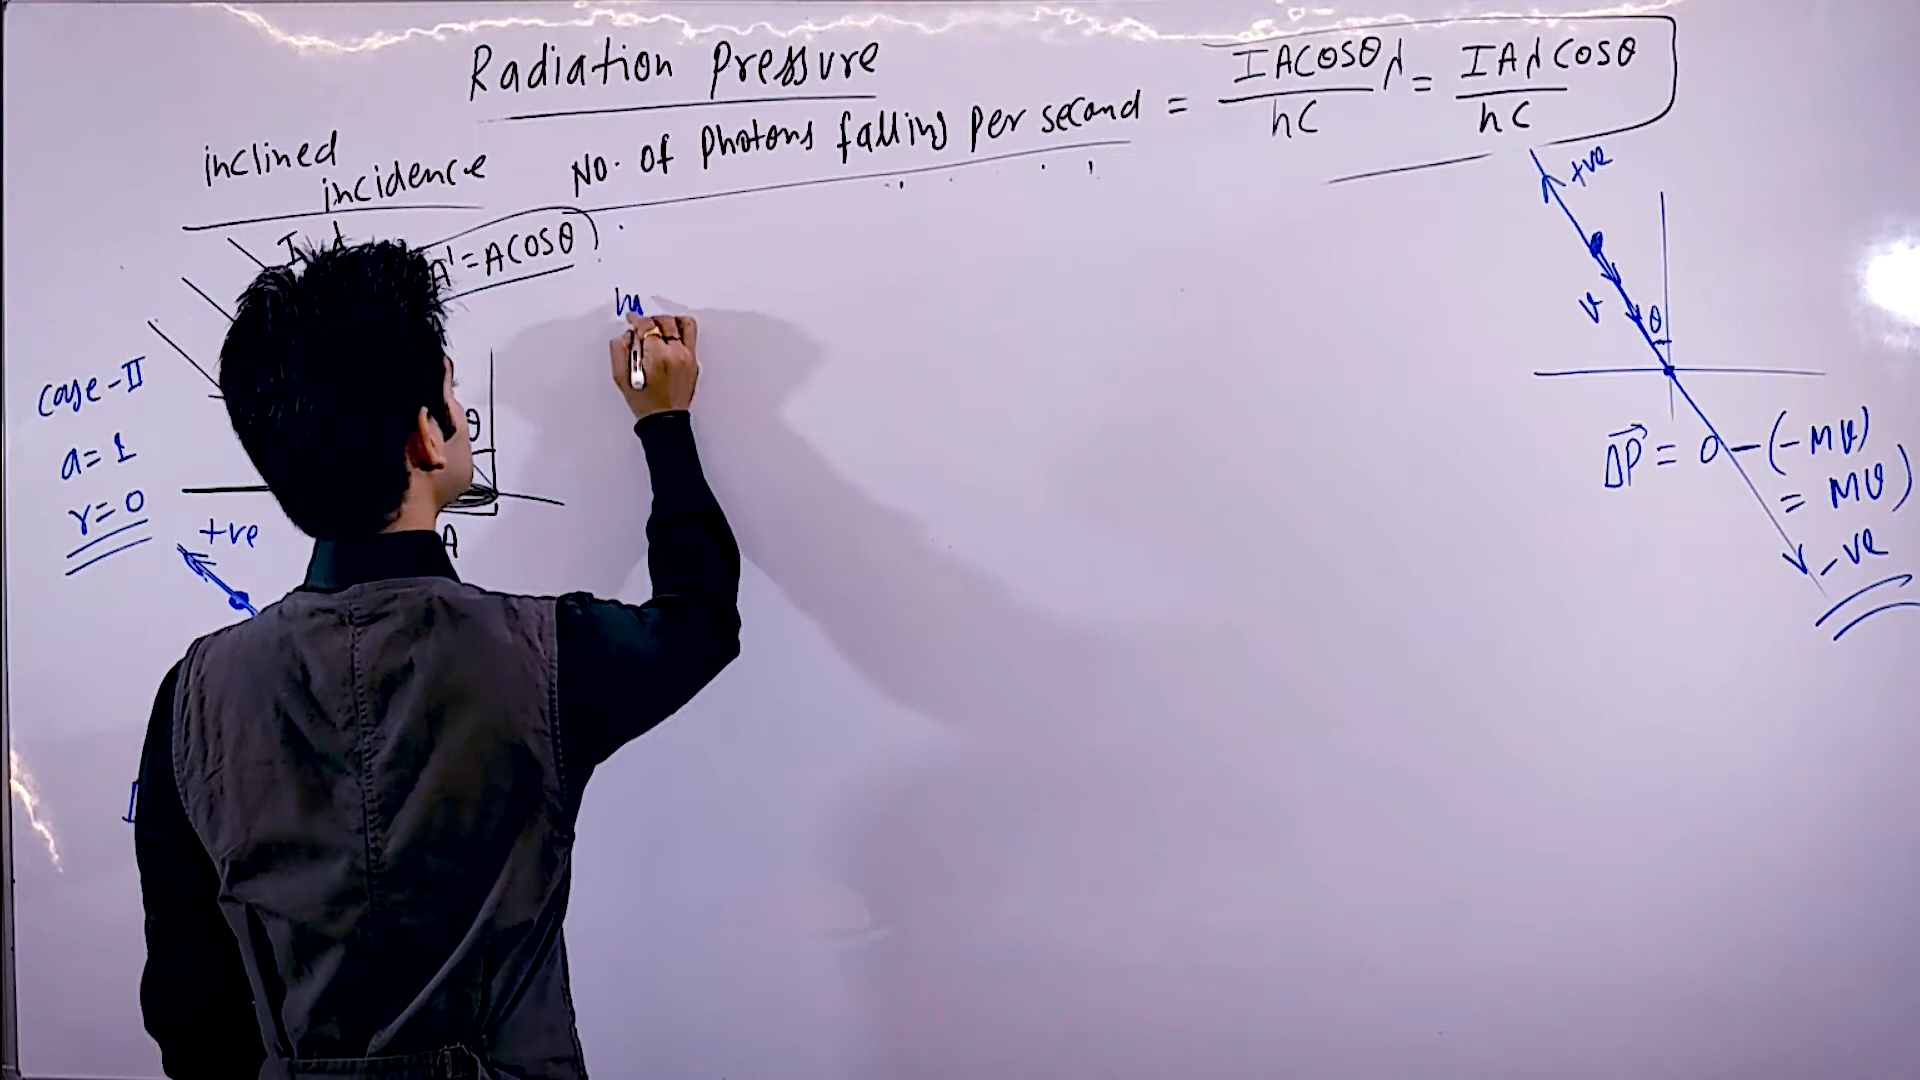 Radiation Pressure
inclined
incidence
No. of Photons falling per second = IACOSθλ/hC = IAλCOSθ/hC
I λ
A' = ACOSθ
Case-II
a=1
r=0
+ve
θ
A
+ve
v
θ
ΔP = 0 - (-MV)
= MV)
-ve